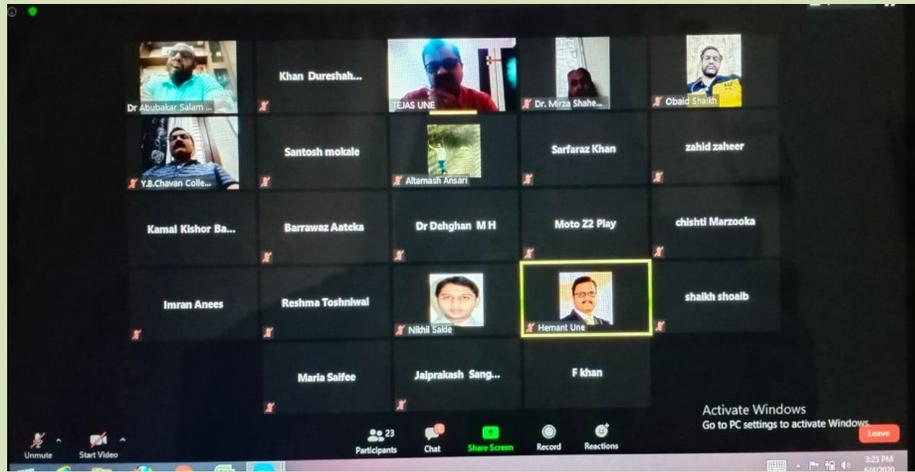 Dr Abubakar Salam ...
Khan Dureshah...
TEJAS UNE
Dr. Mirza Shahe...
Obaid Shaikh
Y.B.Chavan Colle...
Santosh mokale
Altamash Ansari
Sarfaraz Khan
zahid zaheer
Kamal Kishor Ba...
Barrawaz Aateka
Dr Dehghan M H
Moto Z2 Play
chishti Marzooka
Imran Anees
Reshma Toshniwal
Nikhil Sakle
Hemant Une
shaikh shoaib
Maria Saifee
Jaiprakash Sang...
F khan
Activate Windows
Go to PC settings to activate Windows.
Unmute
Start Video
23
Participants
Chat
Share Screen
Record
Reactions
Leave
3:25 PM
6/4/2020